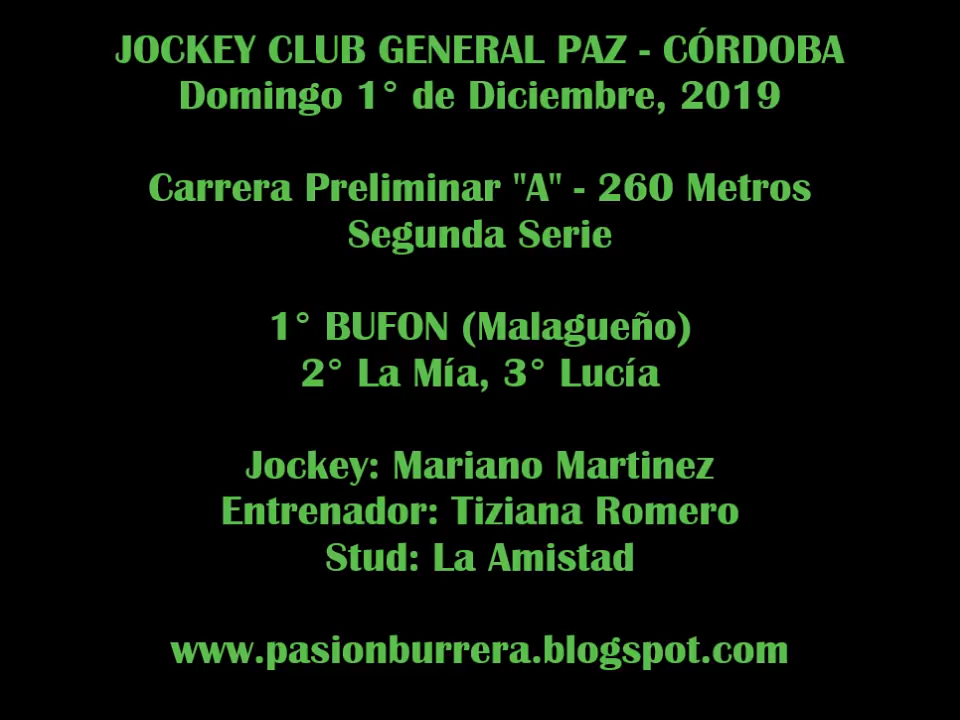 JOCKEY CLUB GENERAL PAZ - CÓRDOBA
Domingo 1° de Diciembre, 2019
Carrera Preliminar "A" - 260 Metros
Segunda Serie
1° BUFON (Malagueño)
2° La Mía, 3° Lucía
Jockey: Mariano Martinez
Entrenador: Tiziana Romero
Stud: La Amistad
www.pasionburrera.blogspot.com